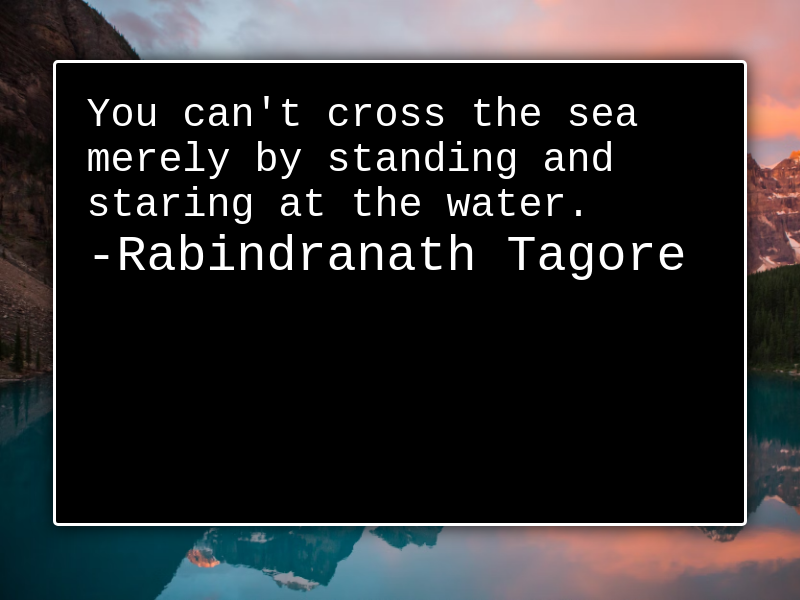 You can't cross the sea
merely by standing and
staring at the water.
-Rabindranath Tagore